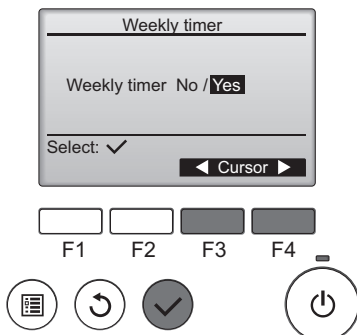 Weekly timer
Weekly timer No / Yes
Select: ✓
◀ Cursor ▶
F1 F2 F3 F4